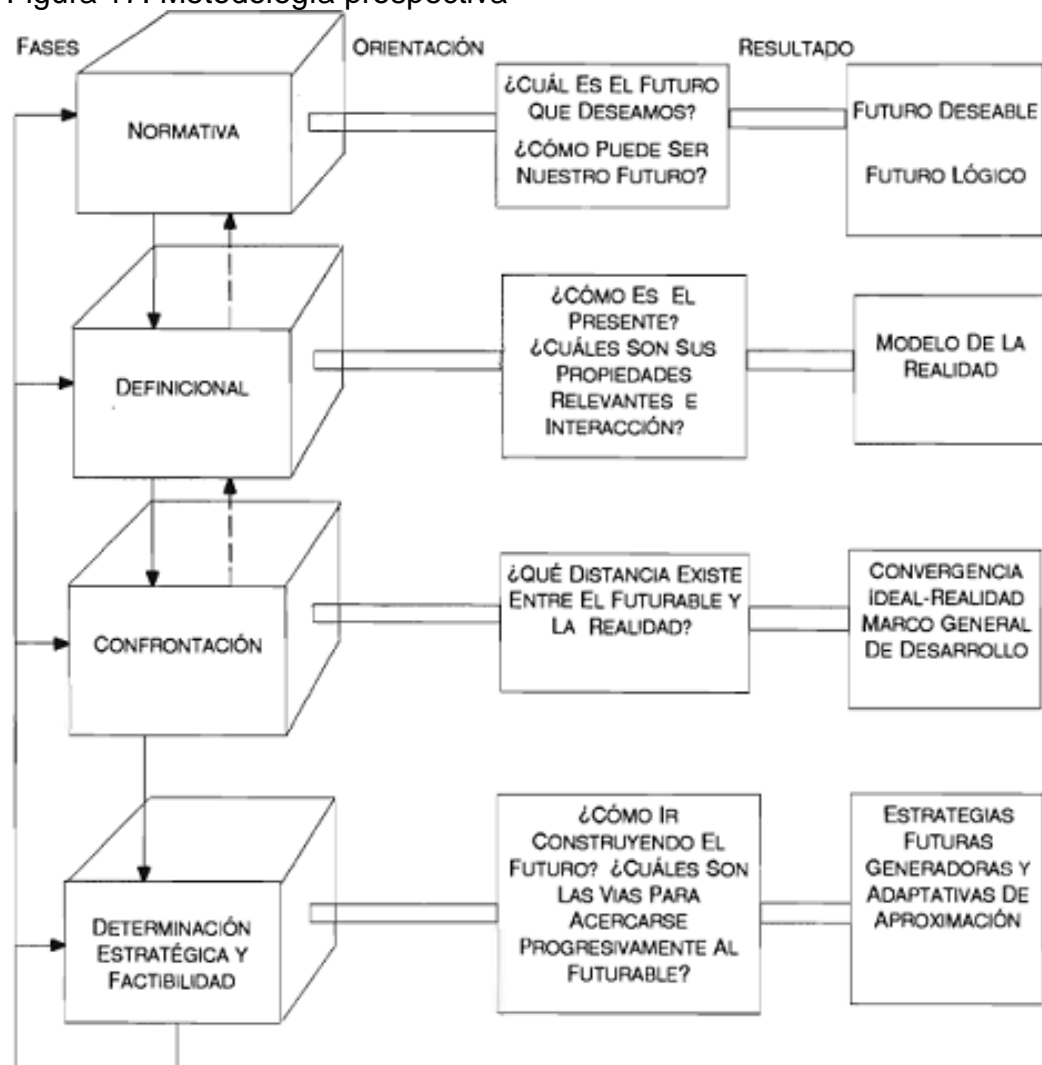 Figura 17. Metodología prospectiva
FASES
ORIENTACIÓN
RESULTADO
NORMATIVA
¿CUÁL ES EL FUTURO
QUE DESEAMOS?
¿CÓMO PUEDE SER
NUESTRO FUTURO?
FUTURO DESEABLE
FUTURO LÓGICO
DEFINICIONAL
¿CÓMO ES EL
PRESENTE?
¿CUÁLES SON SUS
PROPIEDADES
RELEVANTES E
INTERACCIÓN?
MODELO DE LA
REALIDAD
CONFRONTACIÓN
¿QUÉ DISTANCIA EXISTE
ENTRE EL FUTURABLE Y
LA REALIDAD?
CONVERGENCIA
IDEAL-REALIDAD
MARCO GENERAL
DE DESARROLLO
DETERMINACIÓN
ESTRATÉGICA Y
FACTIBILIDAD
¿CÓMO IR
CONSTRUYENDO EL
FUTURO? ¿CUÁLES SON
LAS VIAS PARA
ACERCARSE
PROGRESIVAMENTE AL
FUTURABLE?
ESTRATEGIAS
FUTURAS
GENERADORAS Y
ADAPTATIVAS DE
APROXIMACIÓN